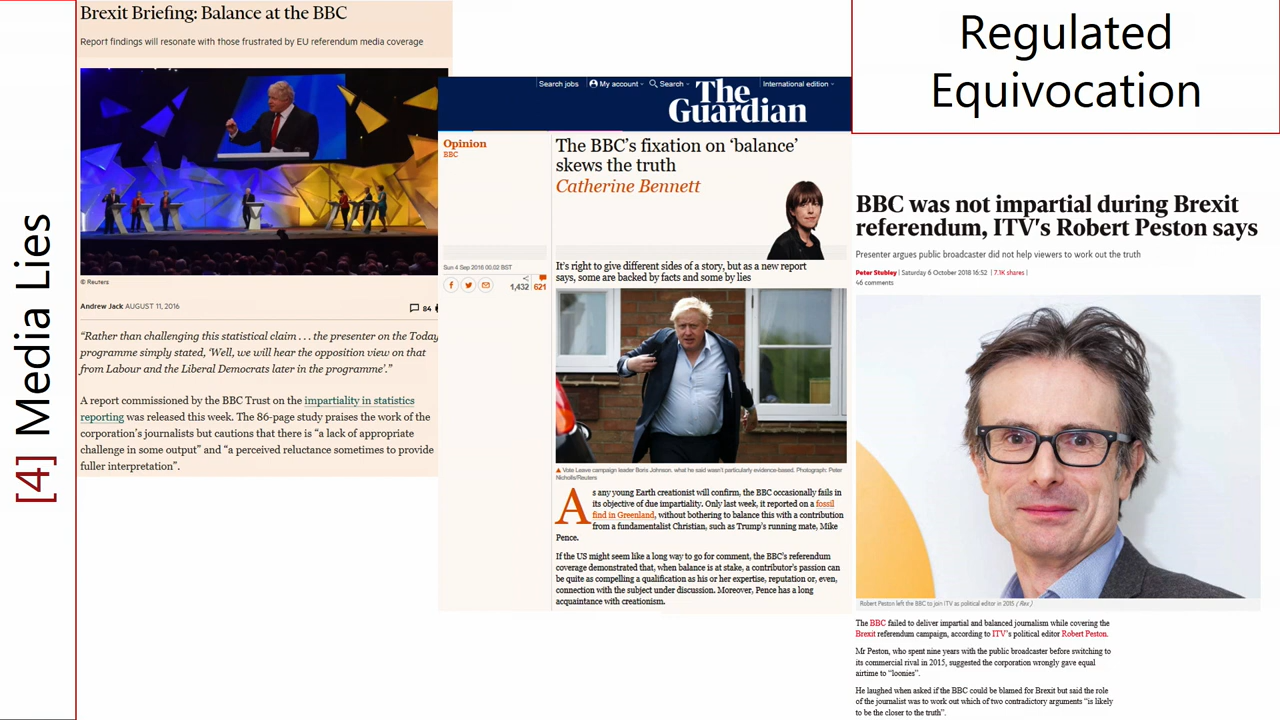 [4] Media Lies
Brexit Briefing: Balance at the BBC
Report findings will resonate with those frustrated by EU referendum media coverage
© Reuters
Andrew Jack AUGUST 11, 2016
84
“Rather than challenging this statistical claim . . . the presenter on the Today
programme simply stated, ‘Well, we will hear the opposition view on that
from Labour and the Liberal Democrats later in the programme’.”
A report commissioned by the BBC Trust on the impartiality in statistics
reporting was released this week. The 86-page study praises the work of the
corporation’s journalists but cautions that there is “a lack of appropriate
challenge in some output” and “a perceived reluctance sometimes to provide
fuller interpretation”.
Search jobs
My account
Search
International edition
The
Guardian
Opinion
BBC
The BBC’s fixation on ‘balance’
skews the truth
Catherine Bennett
Sun 4 Sep 2016 00.02 BST
1,432 621
It’s right to give different sides of a story, but as a new report
says, some are backed by facts and some by lies
Vote Leave campaign leader Boris Johnson. what he said wasn’t particularly evidence-based. Photograph: Peter
Nicholls/Reuters
As any young Earth creationist will confirm, the BBC occasionally fails in
its objective of due impartiality. Only last week, it reported on a fossil
find in Greenland, without bothering to balance this with a contribution
from a fundamentalist Christian, such as Trump’s running mate, Mike
Pence.
If the US might seem like a long way to go for comment, the BBC’s referendum
coverage demonstrated that, when balance is at stake, a contributor’s passion can
be quite as compelling a qualification as his or her expertise, reputation or, even,
connection with the subject under discussion. Moreover, Pence has a long
acquaintance with creationism.
Regulated
Equivocation
BBC was not impartial during Brexit
referendum, ITV's Robert Peston says
Presenter argues public broadcaster did not help viewers to work out the truth
Peter Stubley | Saturday 6 October 2018 16:52 | 7.1K shares |
46 comments
Robert Peston left the BBC to join ITV as political editor in 2015 ( Rex )
The BBC failed to deliver impartial and balanced journalism while covering the
Brexit referendum campaign, according to ITV’s political editor Robert Peston.
Mr Peston, who spent nine years with the public broadcaster before switching to
its commercial rival in 2015, suggested the corporation wrongly gave equal
airtime to “loonies”.
He laughed when asked if the BBC could be blamed for Brexit but said the role
of the journalist was to work out which of two contradictory arguments “is likely
to be the closer to the truth”.